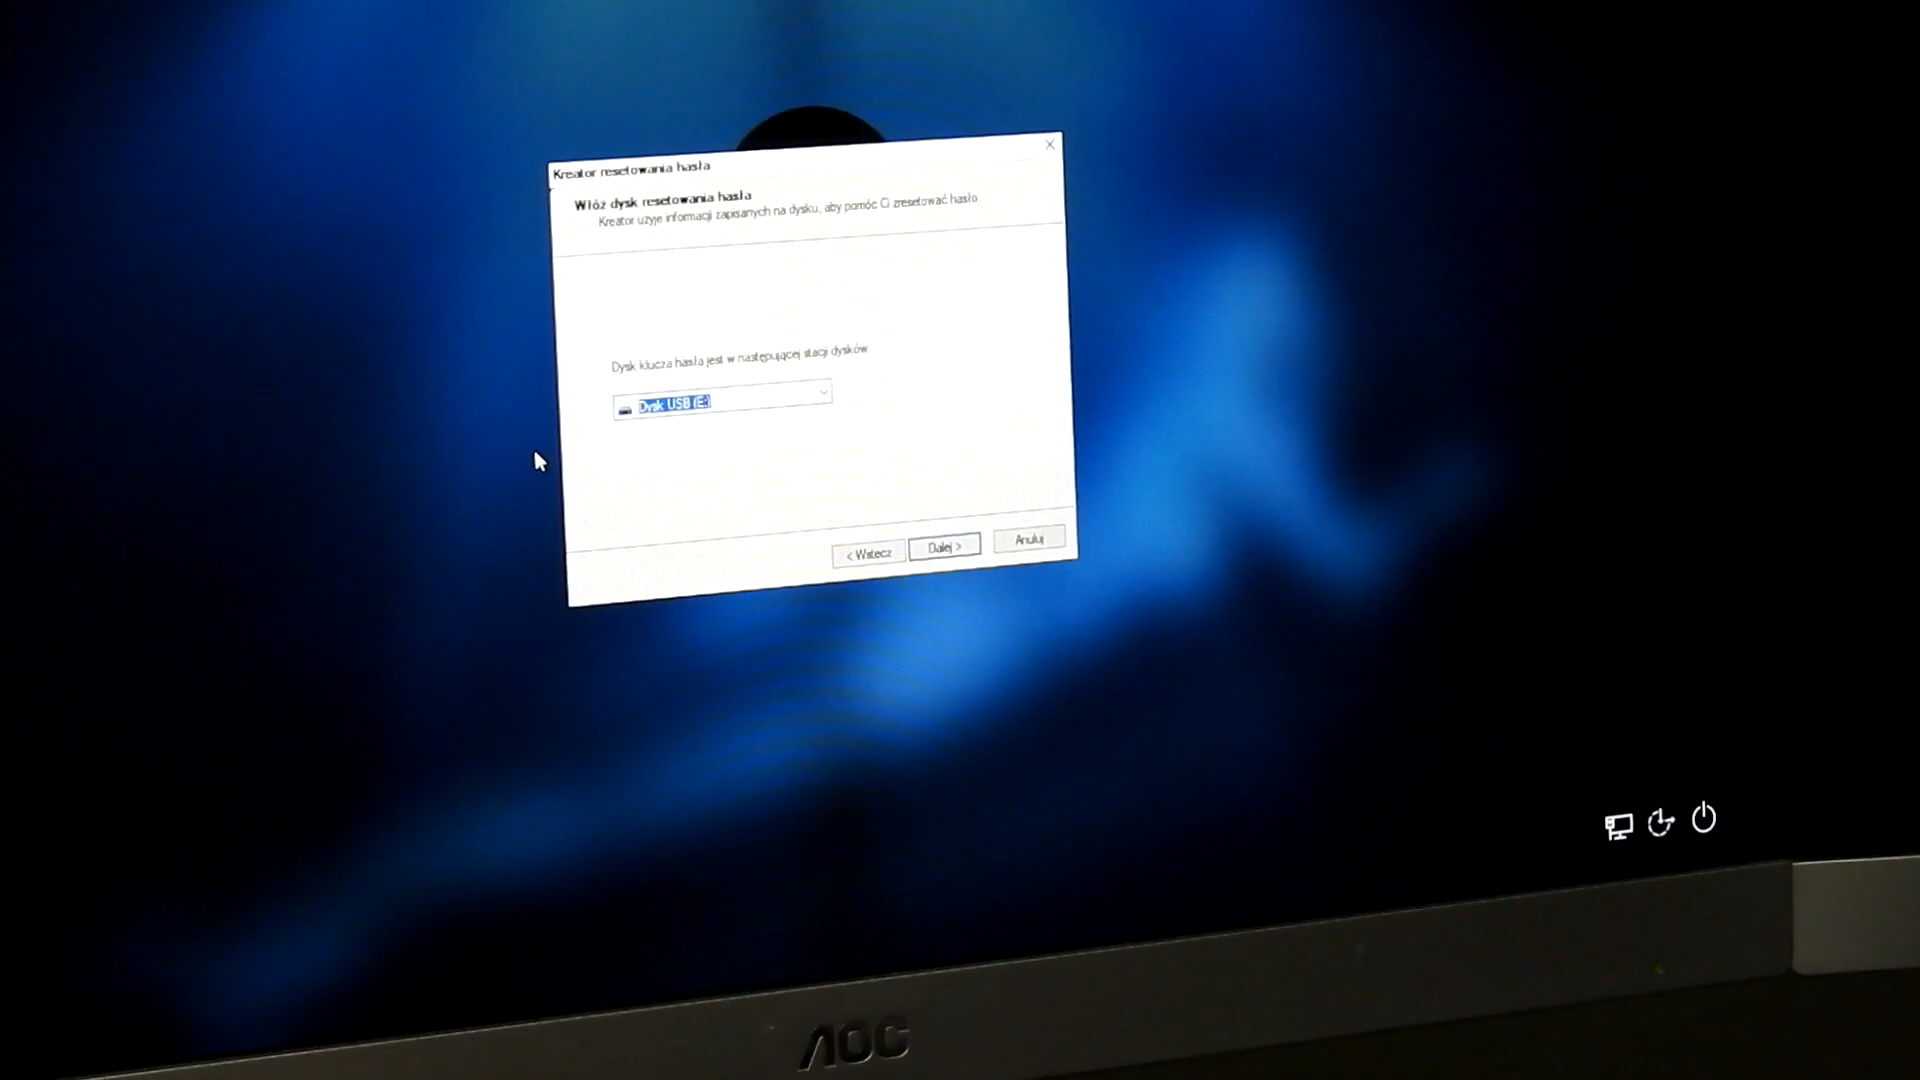 Kreator resetowania hasła
Włóż dysk resetowania hasła
Kreator użyje informacji zapisanych na dysku, aby pomóc Ci zresetować hasło.
Dysk klucza hasła jest w następującej stacji dysków
Dysk USB (E:)
< Wstecz
Dalej >
Anuluj
AOC